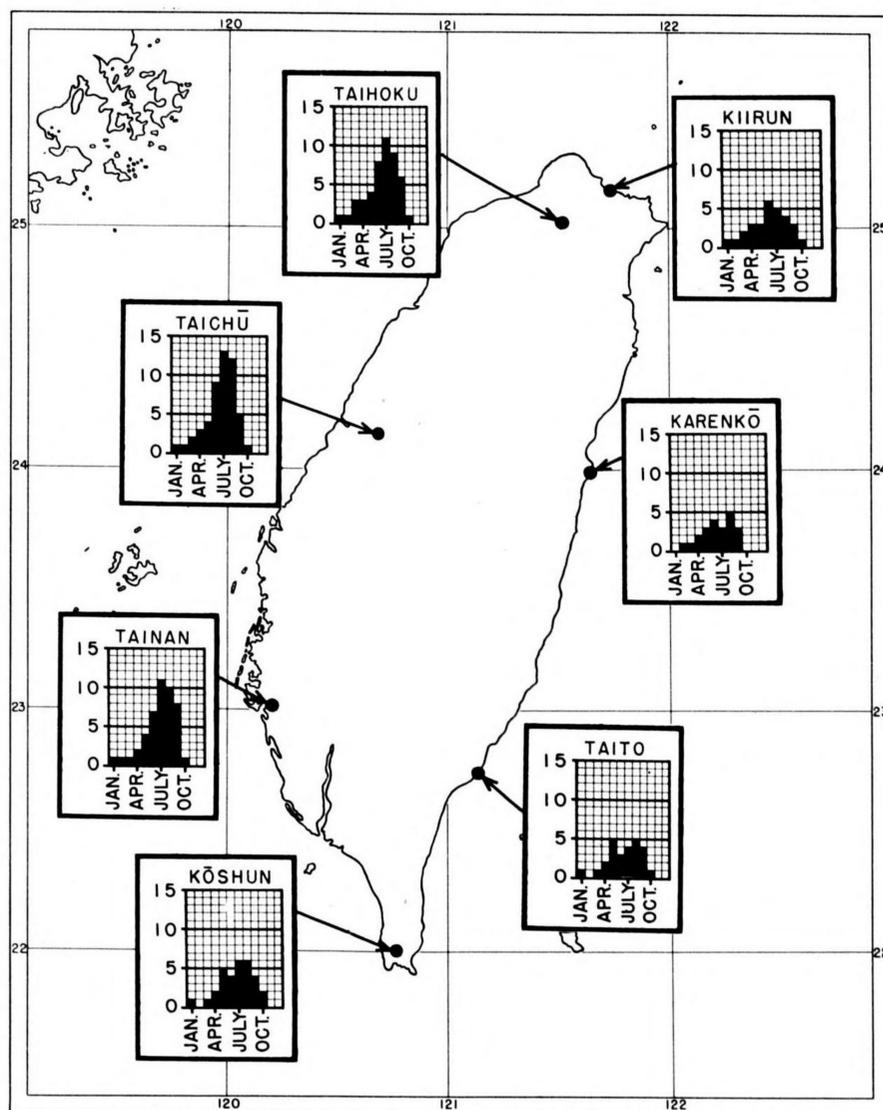 120 121 122
TAIHOKU
15
10
5
0
JAN.
APR.
JULY
OCT.
KIIRUN
15
10
5
0
JAN.
APR.
JULY
OCT.
25 25
TAICHŪ
15
10
5
0
JAN.
APR.
JULY
OCT.
KARENKŌ
15
10
5
0
JAN.
APR.
JULY
OCT.
24 24
TAINAN
15
10
5
0
JAN.
APR.
JULY
OCT.
23 23
TAITO
15
10
5
0
JAN.
APR.
JULY
OCT.
KŌSHUN
15
10
5
0
JAN.
APR.
JULY
OCT.
22 22
120 121 122